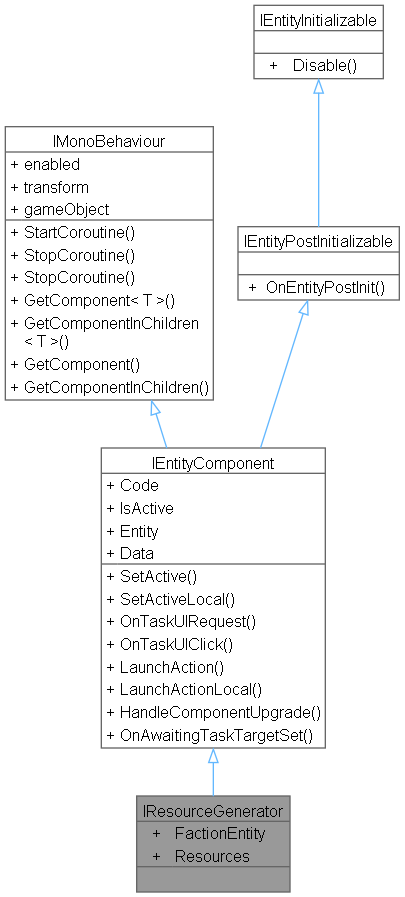 IEntityInitializable
+ Disable()
IMonoBehaviour
+ enabled
+ transform
+ gameObject
+ StartCoroutine()
+ StopCoroutine()
+ StopCoroutine()
+ GetComponent< T >()
+ GetComponentInChildren
< T >()
+ GetComponent()
+ GetComponentInChildren()
IEntityPostInitializable
+ OnEntityPostInit()
IEntityComponent
+ Code
+ IsActive
+ Entity
+ Data
+ SetActive()
+ SetActiveLocal()
+ OnTaskUIRequest()
+ OnTaskUIClick()
+ LaunchAction()
+ LaunchActionLocal()
+ HandleComponentUpgrade()
+ OnAwaitingTaskTargetSet()
IResourceGenerator
+ FactionEntity
+ Resources